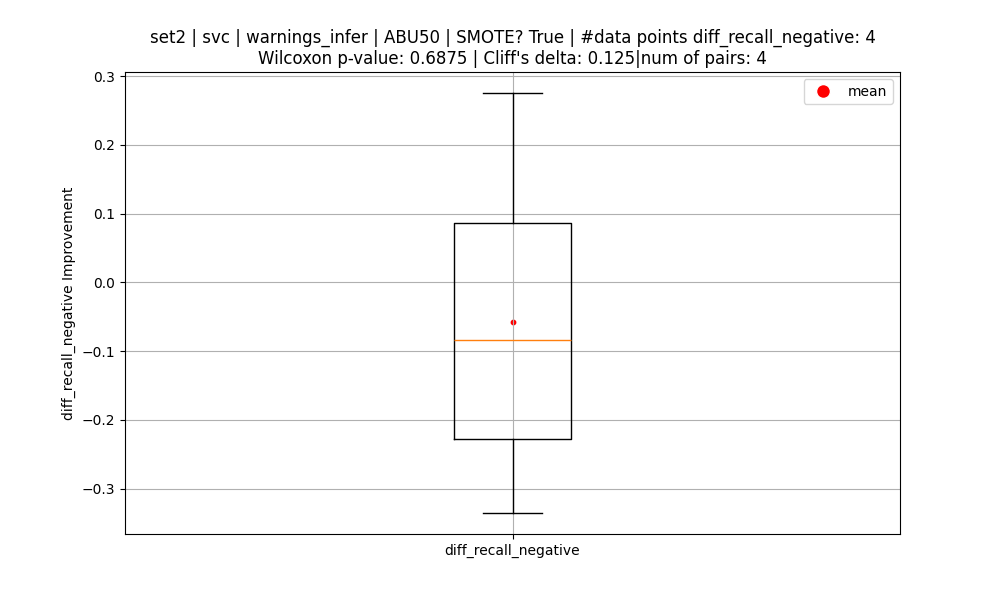 set2 | svc | warnings_infer | ABU50 | SMOTE? True | #data points diff_recall_negative: 4
Wilcoxon p-value: 0.6875 | Cliff's delta: 0.125|num of pairs: 4
mean
0.3
0.2
0.1
0.0
−0.1
−0.2
−0.3
diff_recall_negative Improvement
diff_recall_negative